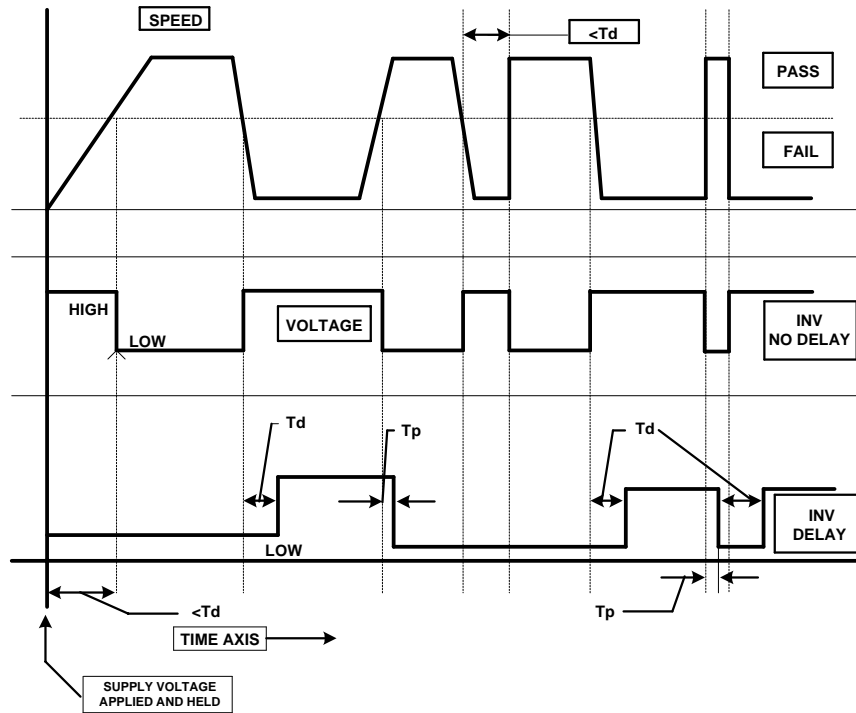 SPEED
<Td
PASS
FAIL
HIGH
LOW
VOLTAGE
INV
NO DELAY
Td
Tp
Td
INV
DELAY
LOW
<Td
Tp
TIME AXIS
SUPPLY VOLTAGE
APPLIED AND HELD